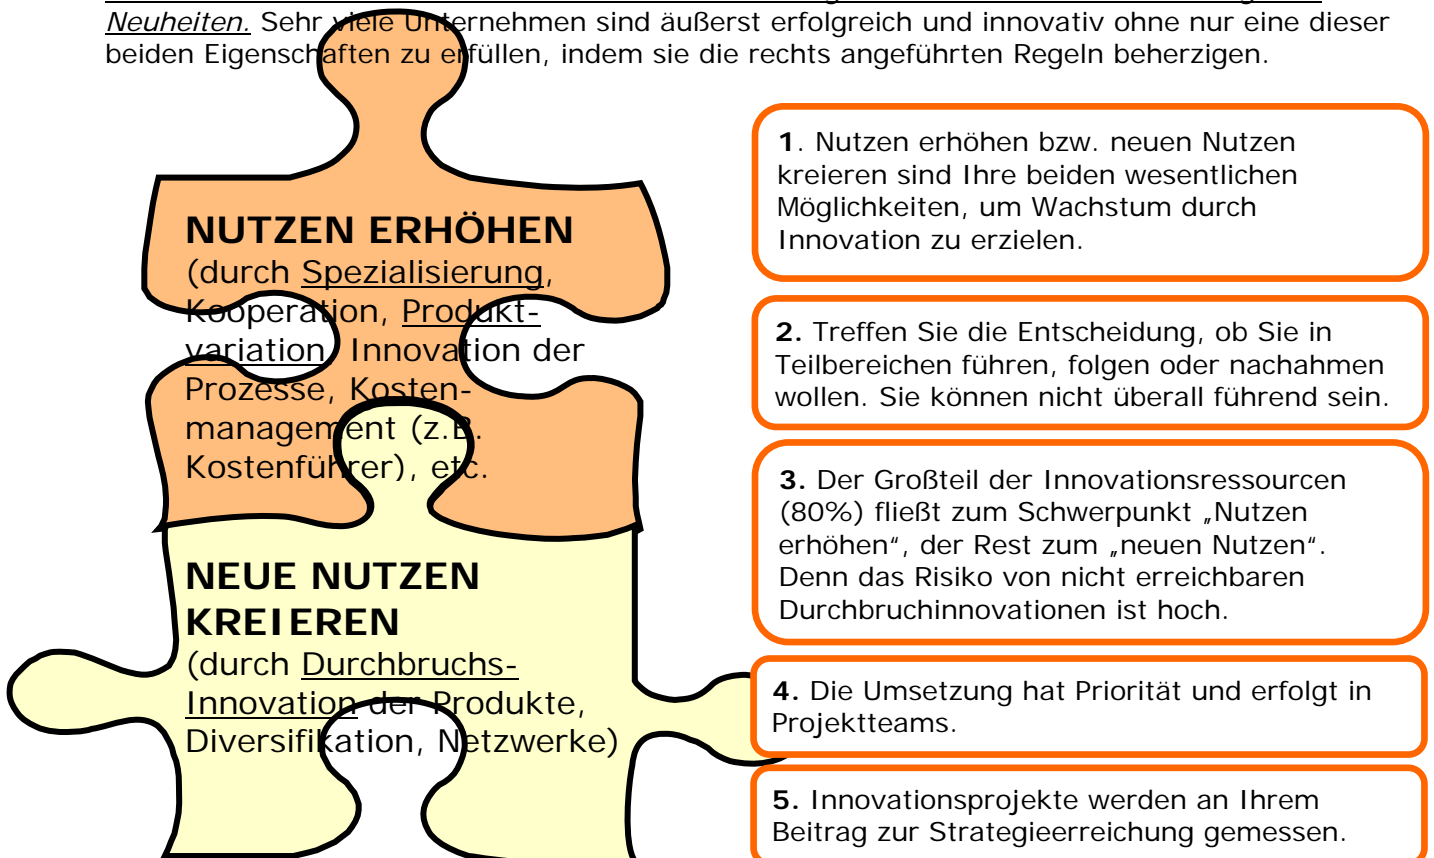 Neuheiten. Sehr viele Unternehmen sind äußerst erfolgreich und innovativ ohne nur eine dieser
beiden Eigenschaften zu erfüllen, indem sie die rechts angeführten Regeln beherzigen.
NUTZEN ERHÖHEN
(durch Spezialisierung,
Kooperation, Produkt-
variation, Innovation der
Prozesse, Kosten-
management (z.B.
Kostenführer), etc.
NEUE NUTZEN
KREIEREN
(durch Durchbruchs-
Innovation der Produkte,
Diversifikation, Netzwerke)
1. Nutzen erhöhen bzw. neuen Nutzen
kreieren sind Ihre beiden wesentlichen
Möglichkeiten, um Wachstum durch
Innovation zu erzielen.
2. Treffen Sie die Entscheidung, ob Sie in
Teilbereichen führen, folgen oder nachahmen
wollen. Sie können nicht überall führend sein.
3. Der Großteil der Innovationsressourcen
(80%) fließt zum Schwerpunkt „Nutzen
erhöhen“, der Rest zum „neuen Nutzen“.
Denn das Risiko von nicht erreichbaren
Durchbruchinnovationen ist hoch.
4. Die Umsetzung hat Priorität und erfolgt in
Projektteams.
5. Innovationsprojekte werden an Ihrem
Beitrag zur Strategieerreichung gemessen.